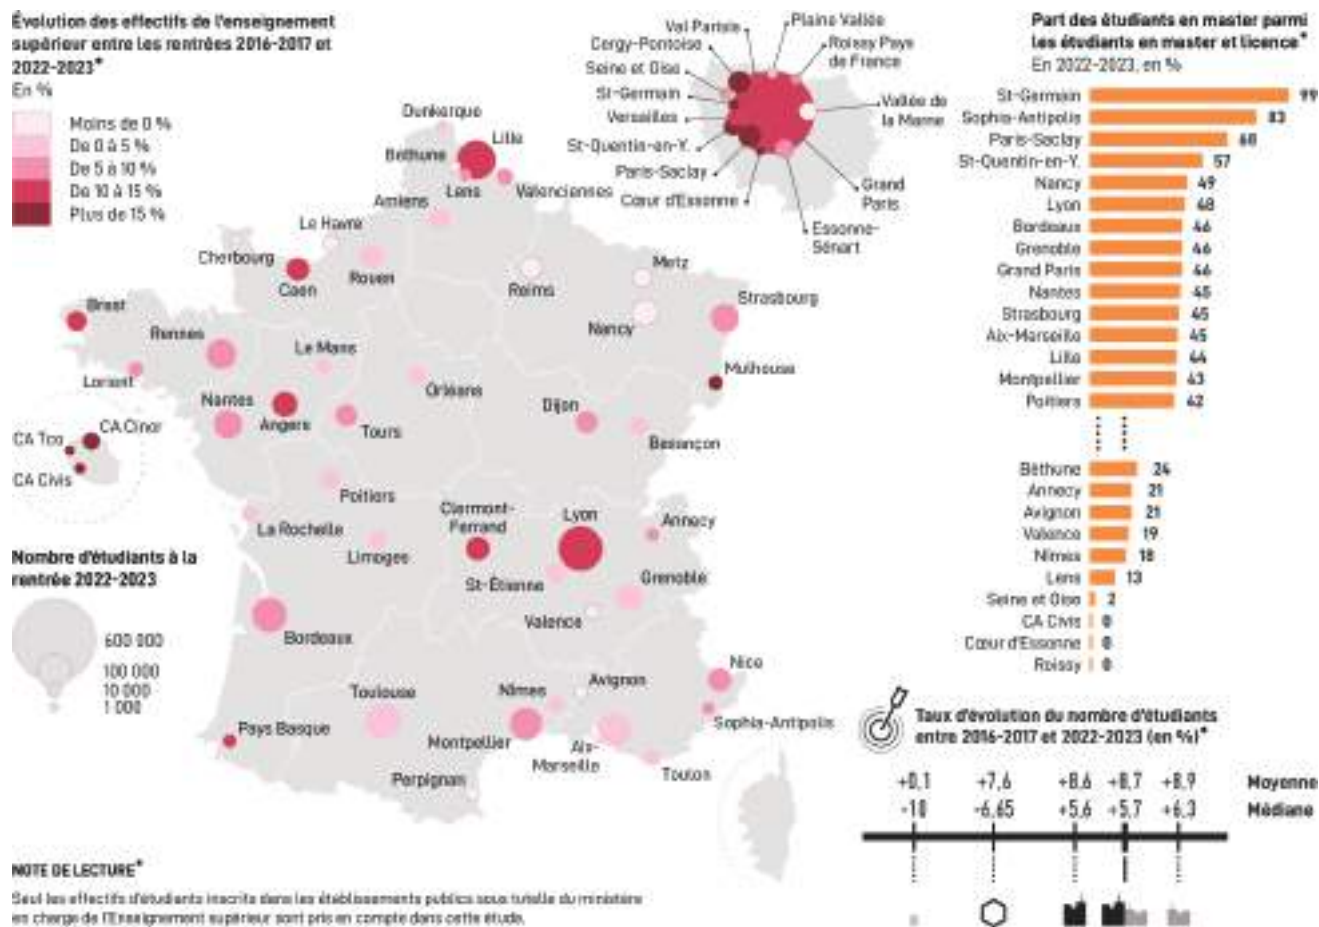 Évolution des effectifs de l'enseignement
supérieur entre les rentrées 2016-2017 et
2022-2023*
En %
Moins de 0 %
De 0 à 5 %
De 5 à 10 %
De 10 à 15 %
Plus de 15 %
Val Parisis
Plaine Vallée
Cergy-Pontoise
Roissy Pays
de France
Seine et Oise
St-Germain
Vallée de
la Marne
Versailles
St-Quentin-en-Y.
Paris-Saclay
Cœur d'Essonne
Grand
Paris
Essonne-
Sénart
Dunkerque
Lille
Béthune
Lens
Valenciennes
Amiens
Le Havre
Cherbourg
Caen
Rouen
Reims
Metz
Nancy
Strasbourg
Brest
Rennes
Le Mans
Lorient
Orléans
Mulhouse
Nantes
Angers
Tours
Dijon
Besançon
CA Tco
CA Cinor
CA Civis
Poitiers
La Rochelle
Limoges
Clermont-
Ferrand
Lyon
Annecy
St-Étienne
Grenoble
Valence
Bordeaux
Toulouse
Nîmes
Avignon
Nice
Sophia-Antipolis
Pays Basque
Montpellier
Aix-
Marseille
Toulon
Perpignan
Nombre d'étudiants à la
rentrée 2022-2023
600 000
100 000
10 000
1 000
NOTE DE LECTURE*
Seul les effectifs d'étudiants inscrits dans les établissements publics sous tutelle du ministère
en charge de l'Enseignement supérieur sont pris en compte dans cette étude.
Part des étudiants en master parmi
les étudiants en master et licence*
En 2022-2023, en %
St-Germain 99
Sophia-Antipolis 83
Paris-Saclay 68
St-Quentin-en-Y. 57
Nancy 49
Lyon 48
Bordeaux 46
Grenoble 46
Grand Paris 46
Nantes 45
Strasbourg 45
Aix-Marseille 45
Lille 44
Montpellier 43
Poitiers 42
Béthune 24
Annecy 21
Avignon 21
Valence 19
Nîmes 18
Lens 13
Seine et Oise 2
CA Civis 0
Cœur d'Essonne 0
Roissy 0
Taux d'évolution du nombre d'étudiants
entre 2016-2017 et 2022-2023 (en %)*
+0,1 +7,6 +8,6 +8,7 +8,9 Moyenne
-10 -6,65 +5,6 +5,7 +6,3 Médiane